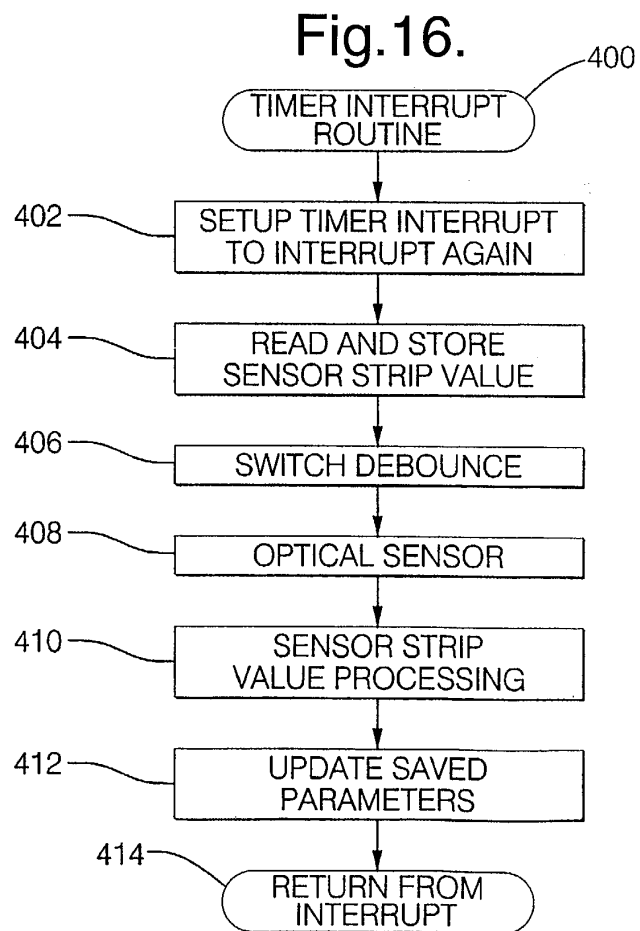 Fig.16.
400
TIMER INTERRUPT
ROUTINE
402
SETUP TIMER INTERRUPT
TO INTERRUPT AGAIN
404
READ AND STORE
SENSOR STRIP VALUE
406
SWITCH DEBOUNCE
408
OPTICAL SENSOR
410
SENSOR STRIP
VALUE PROCESSING
412
UPDATE SAVED
PARAMETERS
414
RETURN FROM
INTERRUPT